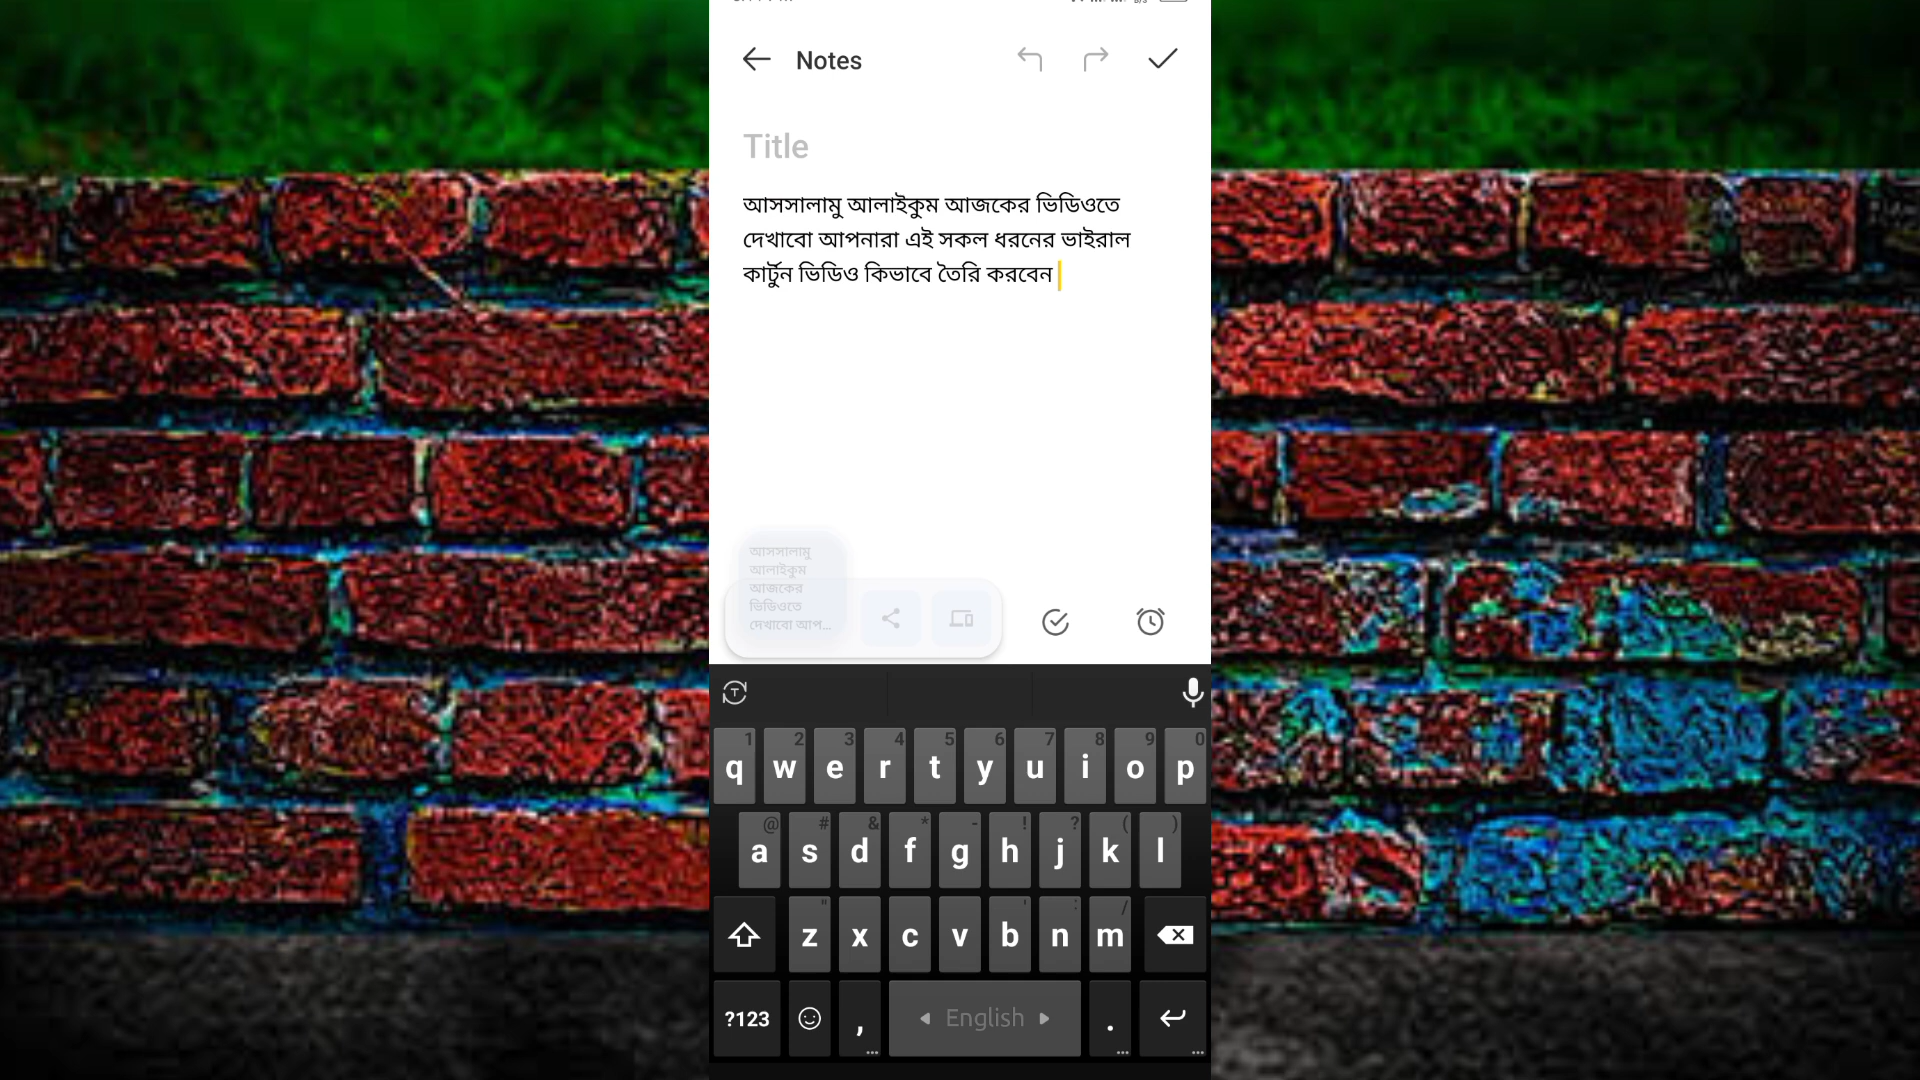 Notes
Title
আসসালামু আলাইকুম আজকের ভিডিওতে
দেখাবো আপনারা এই সকল ধরনের ভাইরাল
কার্টুন ভিডিও কিভাবে তৈরি করবেন
আসসালামু
আলাইকুম
আজকের
ভিডিওতে
দেখাবো আপ...
1 2 3 4 5 6 7 8 9 0
q w e r t y u i o p
@ # & * - ! ? ( )
a s d f g h j k l
" ' : /
z x c v b n m
?123 , English .